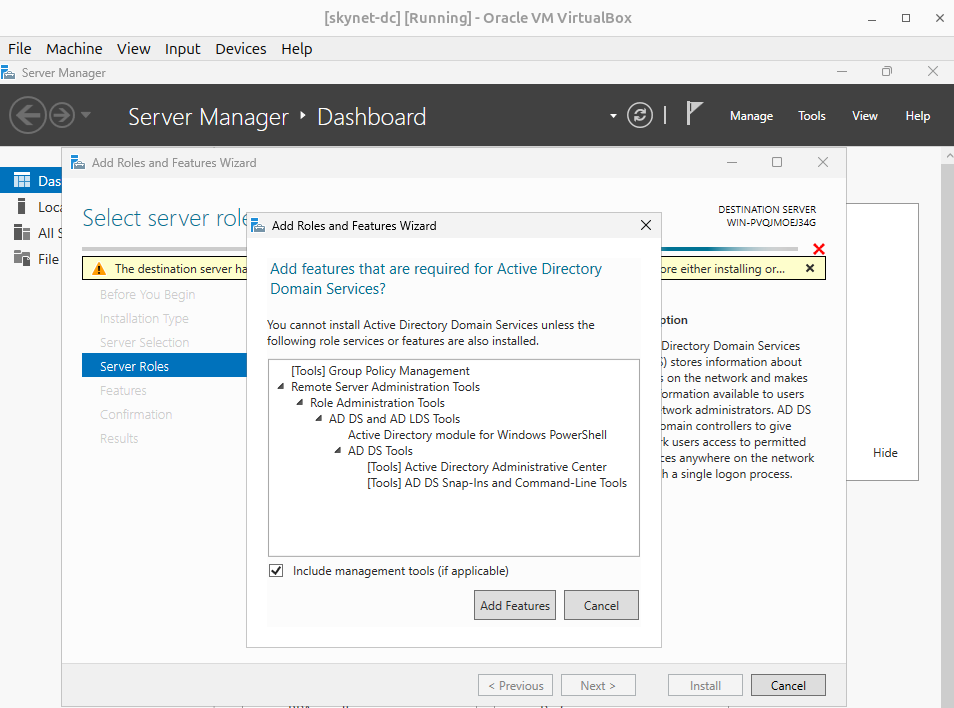 [skynet-dc] [Running] - Oracle VM VirtualBox
File Machine View Input Devices Help
Server Manager
Server Manager Dashboard
Manage Tools View Help
Add Roles and Features Wizard
Das
Loca
All S
File
Select server role
DESTINATION SERVER
WIN-PVQJMOEJ34G
The destination server ha
ore either installing or...
Before You Begin
Installation Type
Server Selection
Server Roles
Features
Confirmation
Results
Add Roles and Features Wizard
Add features that are required for Active Directory
Domain Services?
You cannot install Active Directory Domain Services unless the
following role services or features are also installed.
[Tools] Group Policy Management
Remote Server Administration Tools
Role Administration Tools
AD DS and AD LDS Tools
Active Directory module for Windows PowerShell
AD DS Tools
[Tools] Active Directory Administrative Center
[Tools] AD DS Snap-Ins and Command-Line Tools
Include management tools (if applicable)
Add Features Cancel
ption
Directory Domain Services
) stores information about
s on the network and makes
ormation available to users
twork administrators. AD DS
omain controllers to give
k users access to permitted
ces anywhere on the network
h a single logon process.
Hide
< Previous Next > Install Cancel